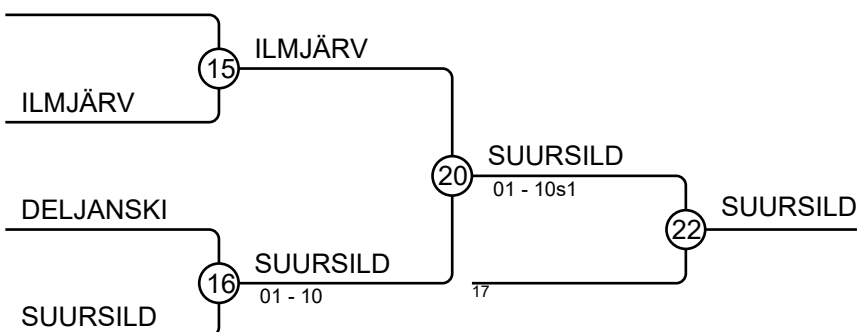 ILMJÄRV
15
ILMJÄRV
SUURSILD
20
01 - 10s1
DELJANSKI
SUURSILD
22
SUURSILD
16
01 - 10
17
SUURSILD